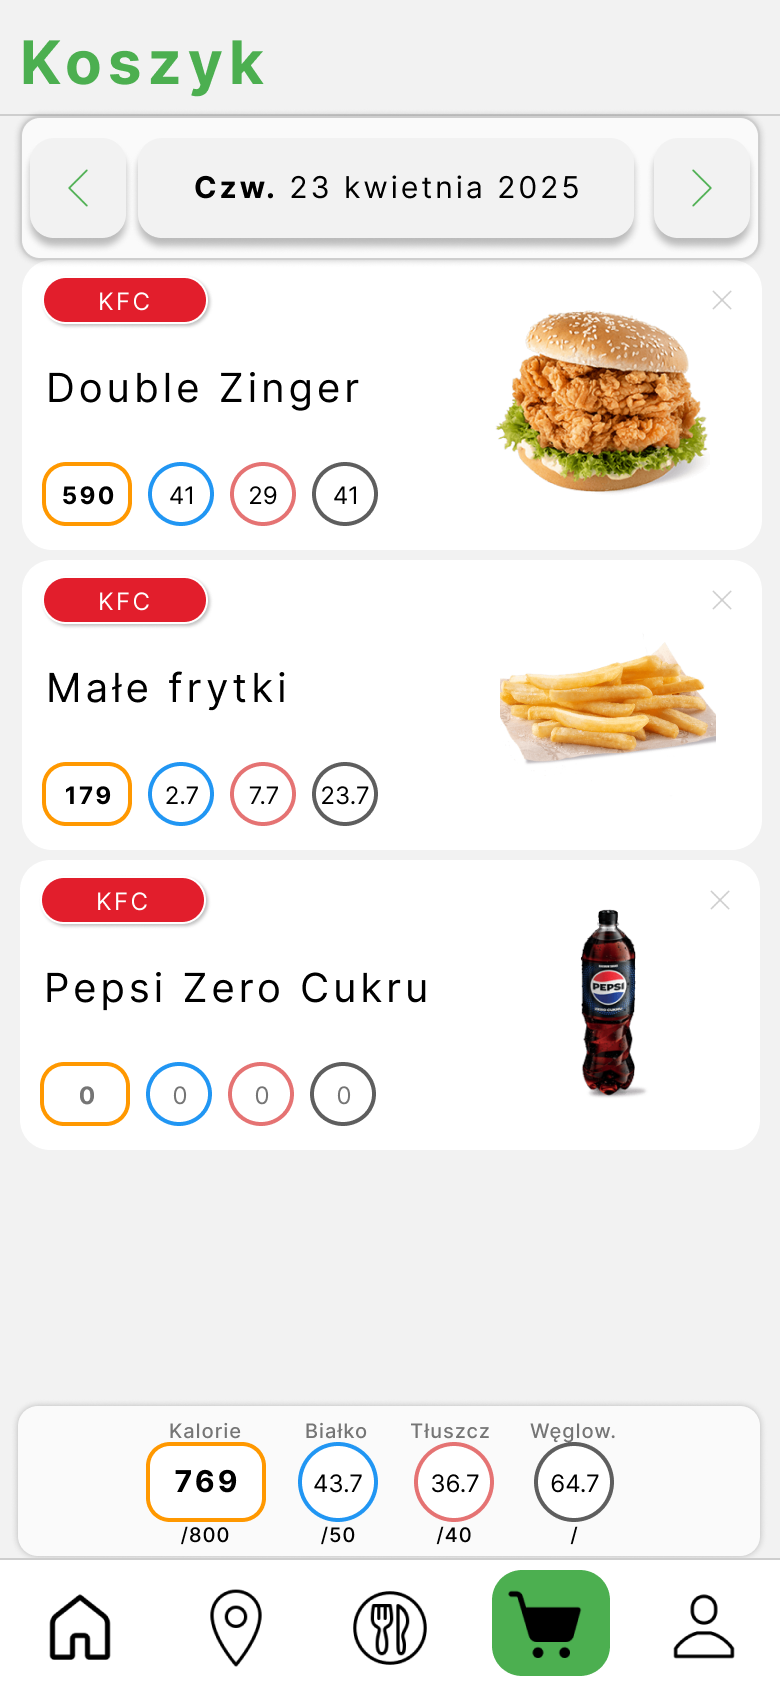 Koszyk
Czw. 23 kwietnia 2025
KFC
Double Zinger
590 41 29 41
KFC
Małe frytki
179 2.7 7.7 23.7
KFC
PEPSI
Pepsi Zero Cukru
0 0 0 0
Kalorie Białko Tłuszcz Węglow.
769 43.7 36.7 64.7
/800 /50 /40 /